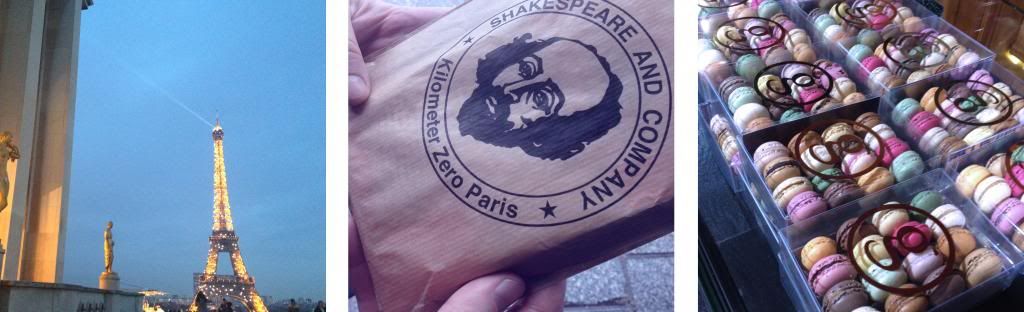 SHAKESPEARE AND COMPANY
Kilometer Zero Paris